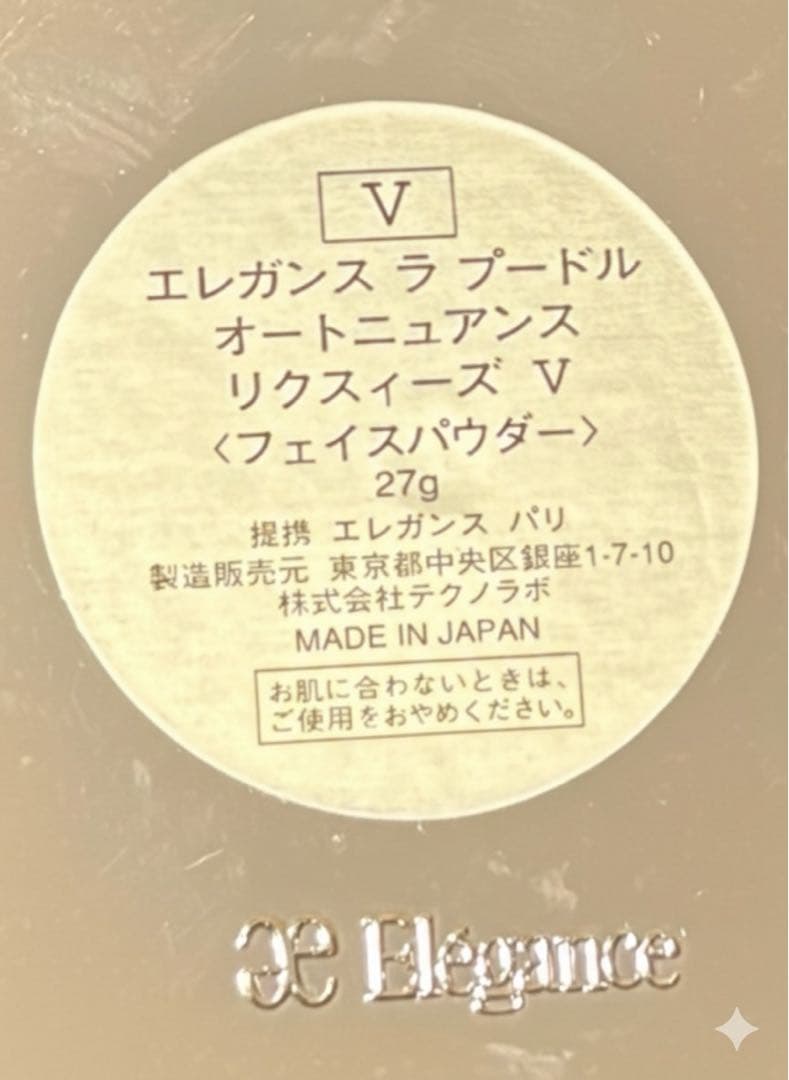 V
エレガンス ラ プードル
オートニュアンス
リクスィーズ V
〈フェイスパウダー〉
27g
提携 エレガンス パリ
製造販売元 東京都中央区銀座1-7-10
株式会社テクノラボ
MADE IN JAPAN
お肌に合わないときは、
ご使用をおやめください。
Elégance